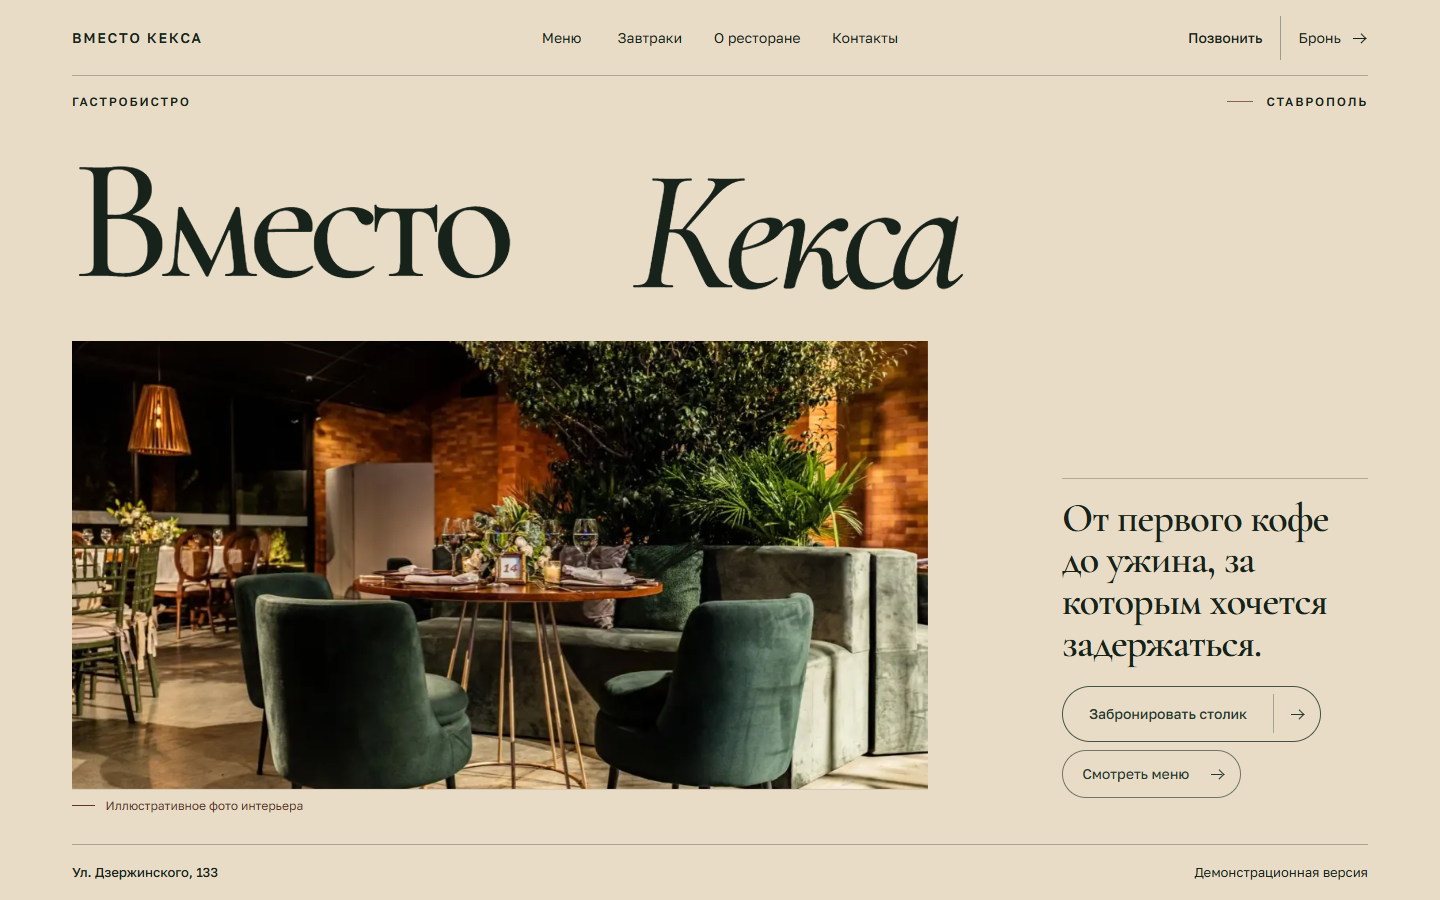 ВМЕСТО КЕКСА
Меню
Завтраки
О ресторане
Контакты
Позвонить
Бронь
ГАСТРОБИСТРО
СТАВРОПОЛЬ
Вместо Кекса
14
От первого кофе
до ужина, за
которым хочется
задержаться.
Забронировать столик
Смотреть меню
Иллюстративное фото интерьера
Ул. Дзержинского, 133
Демонстрационная версия